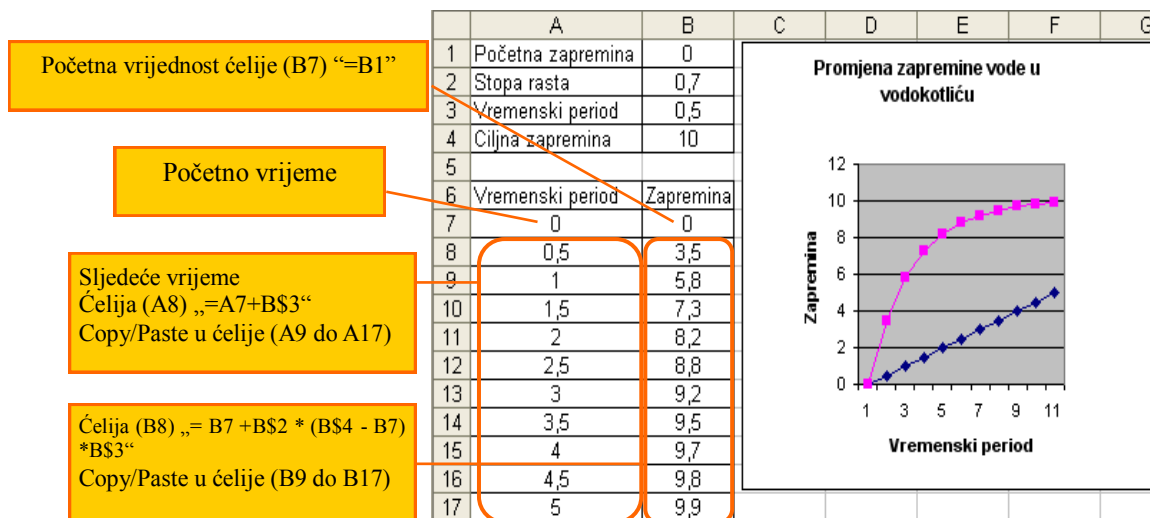 Početna vrijednost ćelije (B7) “=B1”
Početno vrijeme
Sljedeće vrijeme
Ćelija (A8) „=A7+B$3“
Copy/Paste u ćelije (A9 do A17)
Ćelija (B8) „= B7 +B$2 * (B$4 - B7)
*B$3“
Copy/Paste u ćelije (B9 do B17)
A B C D E F G
1 Početna zapremina 0
2 Stopa rasta 0,7
3 Vremenski period 0,5
4 Ciljna zapremina 10
5
6 Vremenski period Zapremina
7 0 0
8 0,5 3,5
9 1 5,8
10 1,5 7,3
11 2 8,2
12 2,5 8,8
13 3 9,2
14 3,5 9,5
15 4 9,7
16 4,5 9,8
17 5 9,9
Promjena zapremine vode u
vodokotliću
Zapremina
12
10
8
6
4
2
0
1 3 5 7 9 11
Vremenski period